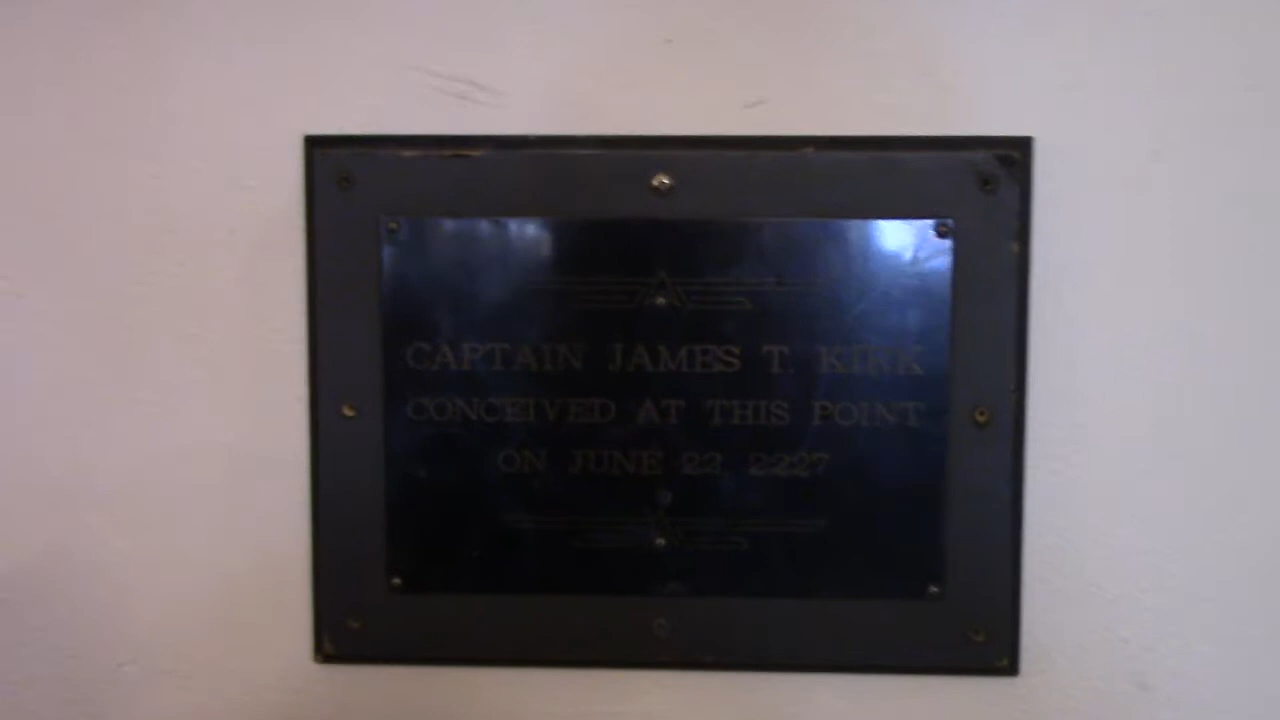 CAPTAIN JAMES T. KIRK
CONCEIVED AT THIS POINT
ON JUNE 22 2227